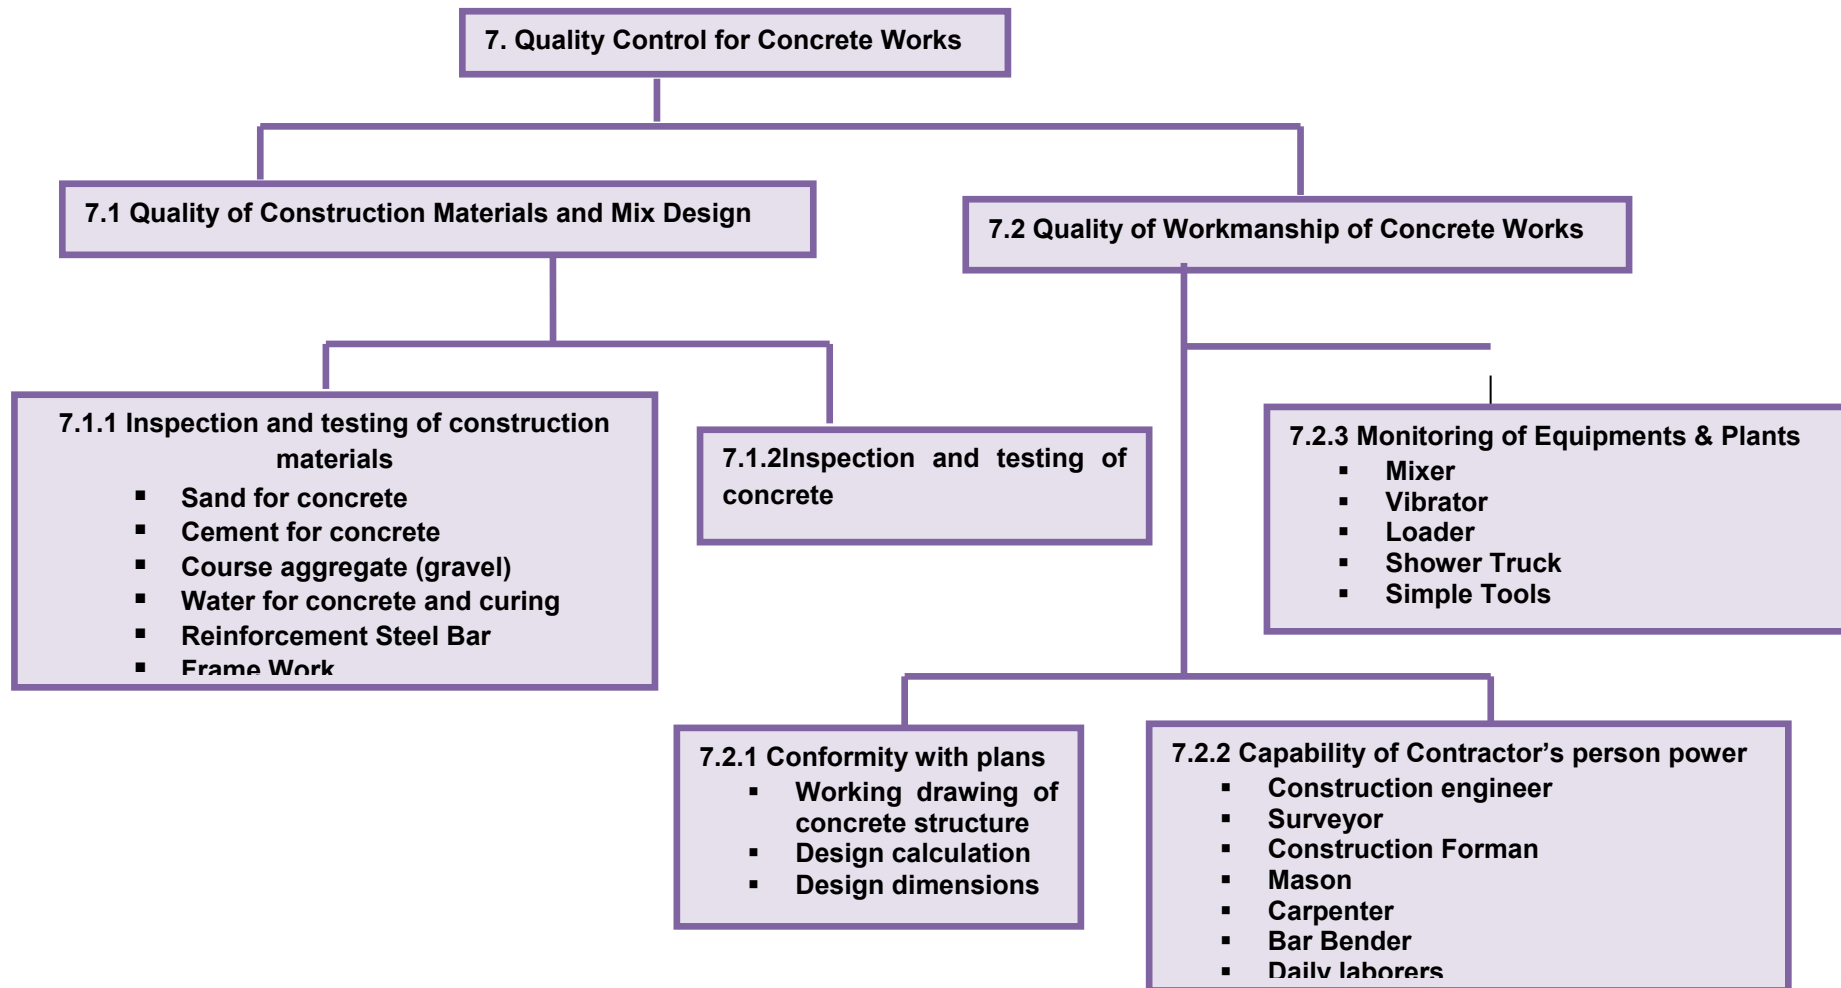 7. Quality Control for Concrete Works
7.1 Quality of Construction Materials and Mix Design
7.2 Quality of Workmanship of Concrete Works
7.1.1 Inspection and testing of construction
materials
▪ Sand for concrete
▪ Cement for concrete
▪ Course aggregate (gravel)
▪ Water for concrete and curing
▪ Reinforcement Steel Bar
▪ Frame Work
7.1.2Inspection and testing of
concrete
7.2.3 Monitoring of Equipments & Plants
▪ Mixer
▪ Vibrator
▪ Loader
▪ Shower Truck
▪ Simple Tools
7.2.1 Conformity with plans
▪ Working drawing of
concrete structure
▪ Design calculation
▪ Design dimensions
7.2.2 Capability of Contractor’s person power
▪ Construction engineer
▪ Surveyor
▪ Construction Forman
▪ Mason
▪ Carpenter
▪ Bar Bender
▪ Daily laborers